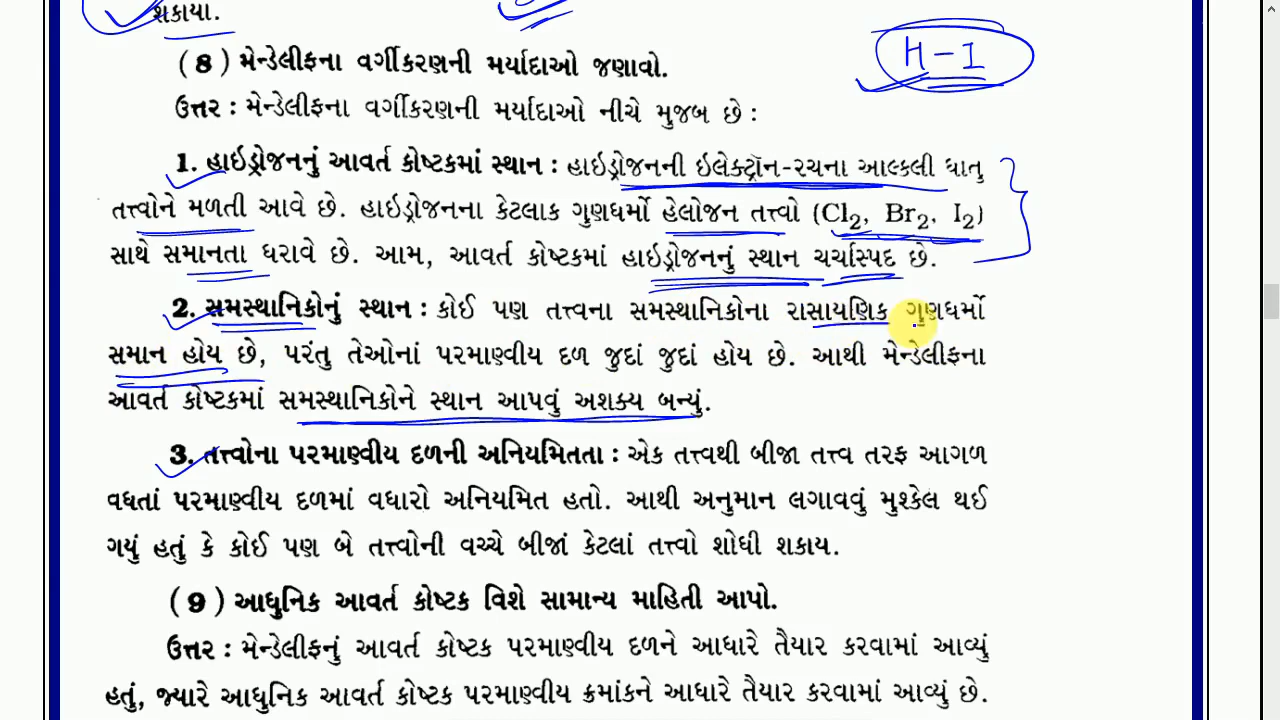 શકાયા.
H-1
(8) મેન્ડેલીફના વર્ગીકરણની મર્યાદાઓ જણાવો.
ઉત્તર : મેન્ડેલીફના વર્ગીકરણની મર્યાદાઓ નીચે મુજબ છે :
1. હાઇડ્રોજનનું આવર્ત કોષ્ટકમાં સ્થાન : હાઇડ્રોજનની ઇલેક્ટ્રૉન-રચના આલ્કલી ધાતુ
તત્ત્વોને મળતી આવે છે. હાઇડ્રોજનના કેટલાક ગુણધર્મો હેલોજન તત્ત્વો (Cl₂, Br₂, I₂)
સાથે સમાનતા ધરાવે છે. આમ, આવર્ત કોષ્ટકમાં હાઇડ્રોજનનું સ્થાન ચર્ચાસ્પદ છે.
2. સમસ્થાનિકોનું સ્થાન : કોઈ પણ તત્ત્વના સમસ્થાનિકોના રાસાયણિક ગુણધર્મો
સમાન હોય છે, પરંતુ તેઓનાં પરમાણ્વીય દળ જુદાં જુદાં હોય છે. આથી મેન્ડેલીફના
આવર્ત કોષ્ટકમાં સમસ્થાનિકોને સ્થાન આપવું અશક્ય બન્યું.
3. તત્ત્વોના પરમાણ્વીય દળની અનિયમિતતા : એક તત્ત્વથી બીજા તત્ત્વ તરફ આગળ
વધતાં પરમાણ્વીય દળમાં વધારો અનિયમિત હતો. આથી અનુમાન લગાવવું મુશ્કેલ થઈ
ગયું હતું કે કોઈ પણ બે તત્ત્વોની વચ્ચે બીજાં કેટલાં તત્ત્વો શોધી શકાય.
(9) આધુનિક આવર્ત કોષ્ટક વિશે સામાન્ય માહિતી આપો.
ઉત્તર : મેન્ડેલીફનું આવર્ત કોષ્ટક પરમાણ્વીય દળને આધારે તૈયાર કરવામાં આવ્યું
હતું, જ્યારે આધુનિક આવર્ત કોષ્ટક પરમાણ્વીય ક્રમાંકને આધારે તૈયાર કરવામાં આવ્યું છે.